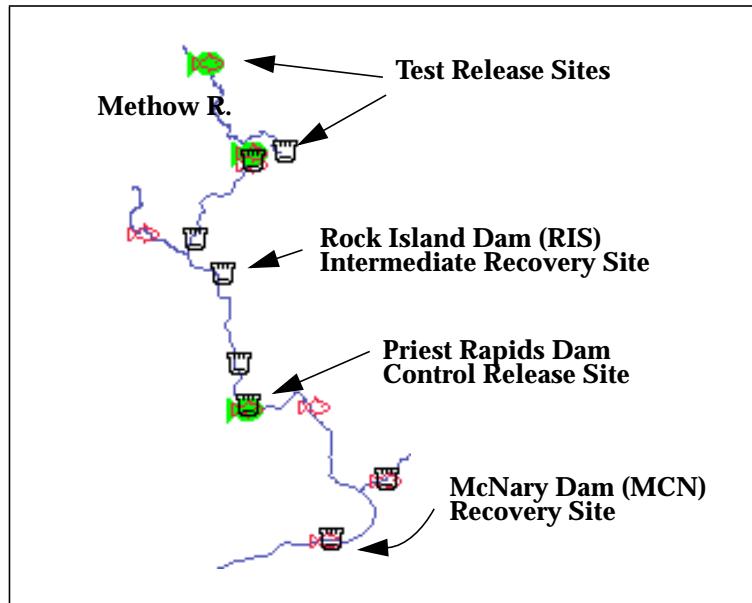 Test Release Sites
Methow R.
Rock Island Dam (RIS)
Intermediate Recovery Site
Priest Rapids Dam
Control Release Site
McNary Dam (MCN)
Recovery Site